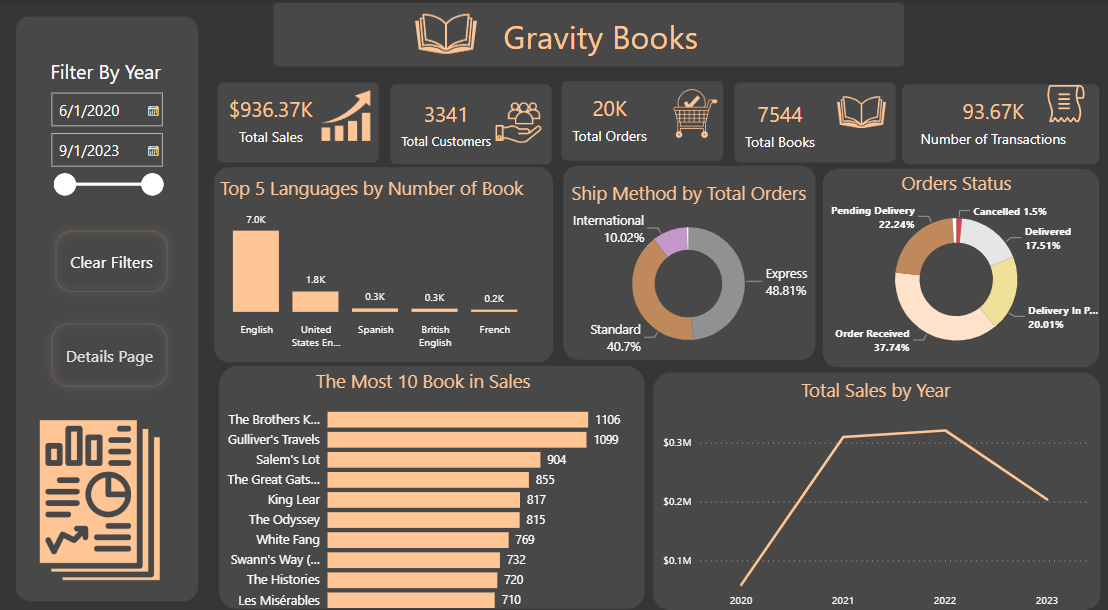 Gravity Books
Filter By Year
6/1/2020
9/1/2023
Clear Filters
Details Page
$936.37K
Total Sales
3341
Total Customers
20K
Total Orders
7544
Total Books
93.67K
Number of Transactions
Top 5 Languages by Number of Book
7.0K
1.8K
0.3K
0.3K
0.2K
English
United
States En...
Spanish
British
English
French
Ship Method by Total Orders
International
10.02%
Express
48.81%
Standard
40.7%
Orders Status
Pending Delivery
22.24%
Cancelled 1.5%
Delivered
17.51%
Delivery In P...
20.01%
Order Received
37.74%
The Most 10 Book in Sales
The Brothers K... 1106
Gulliver's Travels 1099
Salem's Lot 904
The Great Gats... 855
King Lear 817
The Odyssey 815
White Fang 769
Swann's Way (... 732
The Histories 720
Les Misérables 710
Total Sales by Year
$0.3M
$0.2M
$0.1M
2020 2021 2022 2023